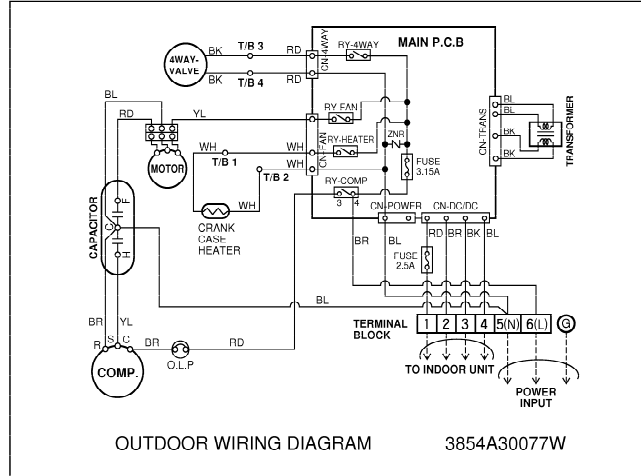 MAIN P.C.B
4WAY-
VALVE
BK
T/B 3
RD
CN-4WAY
RY-4WAY
BK
T/B 4
RD
BL
RD
YL
MOTOR
RY-FAN
CN-FAN
WH
T/B 1
WH
RY-HEATER
ZNR
T/B 2
WH
FUSE
3.15A
RY-COMP
3 4
CN-TRANS
BL
BL
BK
BK
TRANSFORMER
WH
CRANK
CASE
HEATER
CAPACITOR
F
C
H
CN-POWER
CN-DC/DC
BR
BL
RD
BR
BK
BL
FUSE
2.5A
BL
BR
YL
R
S
C
COMP.
BR
O.L.P
RD
TERMINAL
BLOCK
1
2
3
4
5(N)
6(L)
G
TO INDOOR UNIT
POWER
INPUT
OUTDOOR WIRING DIAGRAM
3854A30077W